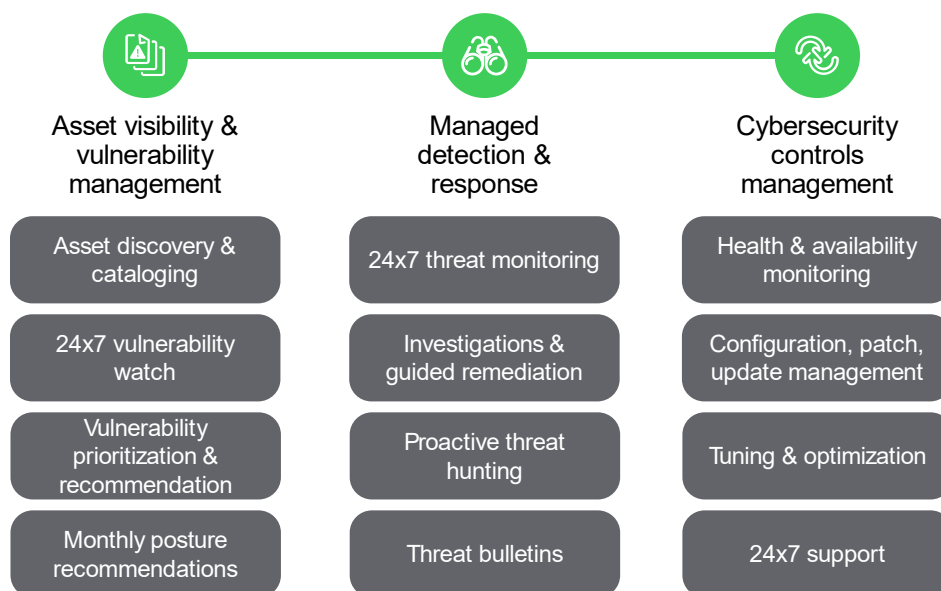 Asset visibility &
vulnerability
management
Asset discovery &
cataloging
24x7 vulnerability
watch
Vulnerability
prioritization &
recommendation
Monthly posture
recommendations
Managed
detection &
response
24x7 threat monitoring
Investigations &
guided remediation
Proactive threat
hunting
Threat bulletins
Cybersecurity
controls
management
Health & availability
monitoring
Configuration, patch,
update management
Tuning & optimization
24x7 support